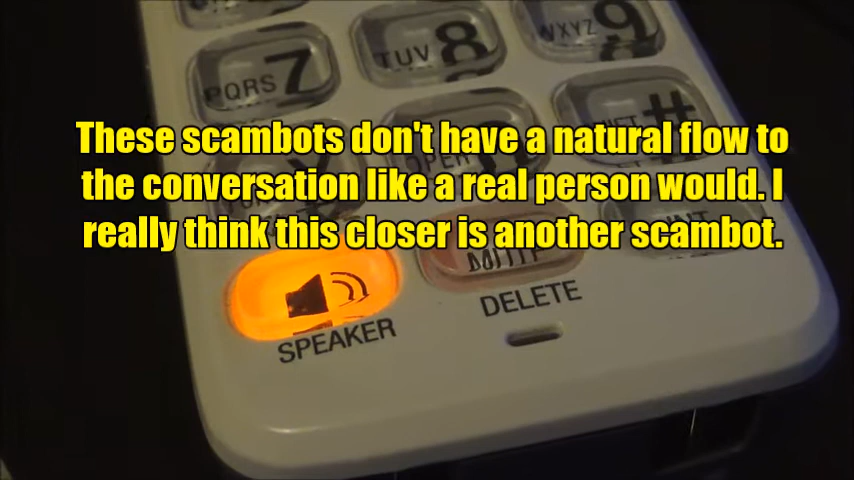 PQRS 7
TUV 8
WXYZ 9
These scambots don't have a natural flow to
the conversation like a real person would. I
really think this closer is another scambot.
OPER
#
SPEAKER
DELETE